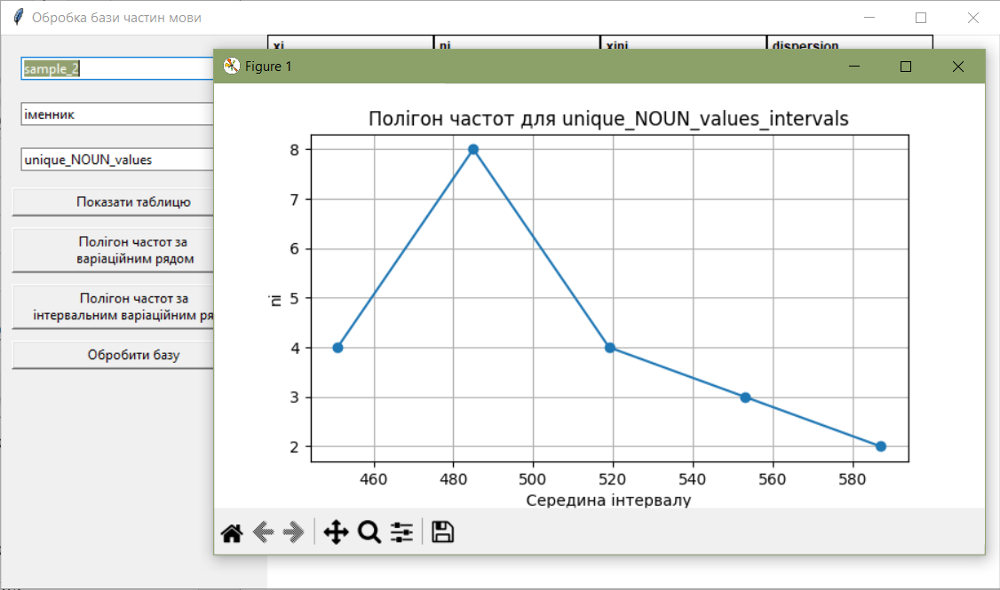 Обробка бази частин мови
xi ni xini dispersion
sample_2
іменник
unique_NOUN_values
Показати таблицю
Полігон частот за
варіаційним рядом
Полігон частот за
інтервальним варіаційним ря
Обробити базу
Figure 1
Полігон частот для unique_NOUN_values_intervals
8
7
6
5
4
3
2
ni
460 480 500 520 540 560 580
Середина інтервалу